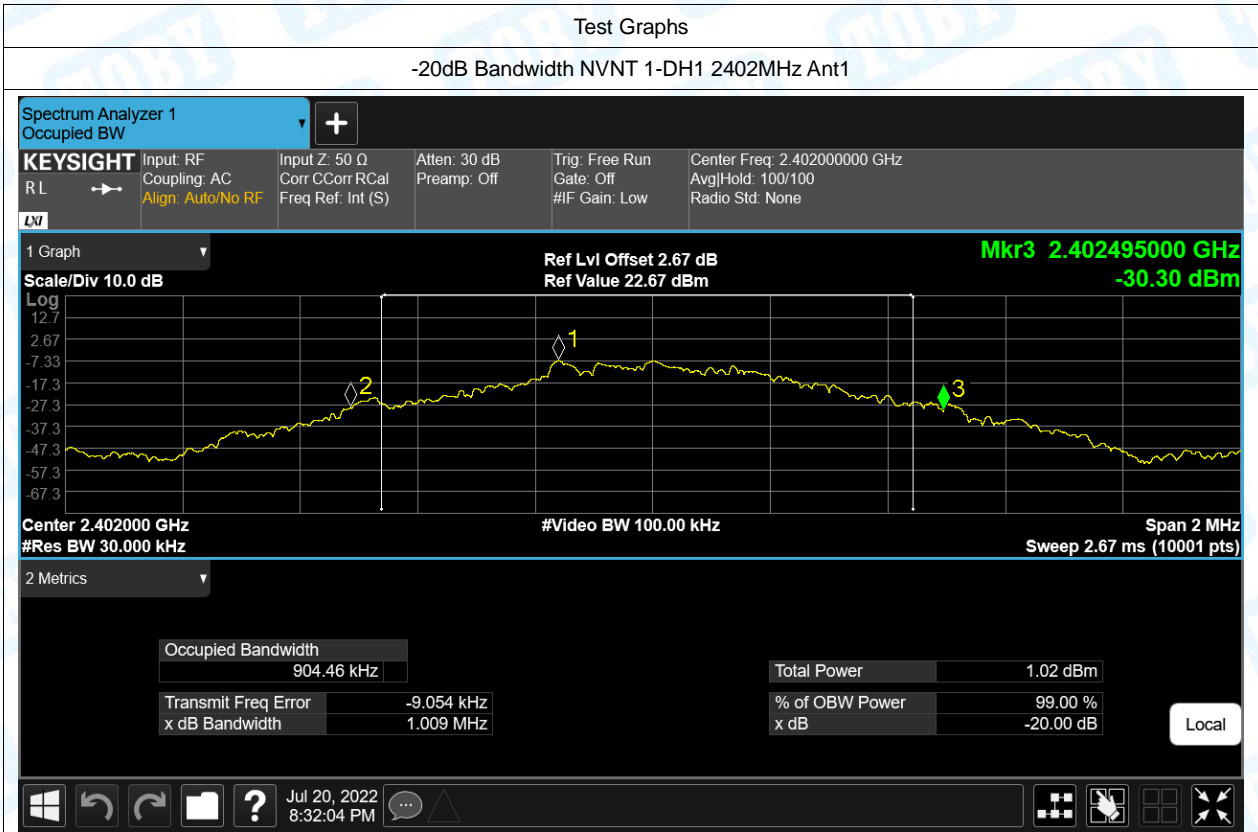 Test Graphs
-20dB Bandwidth NVNT 1-DH1 2402MHz Ant1
Spectrum Analyzer 1
Occupied BW
KEYSIGHT
R L
LXI
Input: RF
Coupling: AC
Align: Auto/No RF
Input Z: 50 Ω
Corr CCorr RCal
Freq Ref: Int (S)
Atten: 30 dB
Preamp: Off
Trig: Free Run
Gate: Off
#IF Gain: Low
Center Freq: 2.402000000 GHz
Avg|Hold: 100/100
Radio Std: None
1 Graph
Scale/Div 10.0 dB
Ref Lvl Offset 2.67 dB
Ref Value 22.67 dBm
Mkr3 2.402495000 GHz
-30.30 dBm
Log
12.7
2.67
-7.33
-17.3
-27.3
-37.3
-47.3
-57.3
-67.3
1
2
3
Center 2.402000 GHz
#Video BW 100.00 kHz
Span 2 MHz
#Res BW 30.000 kHz
Sweep 2.67 ms (10001 pts)
2 Metrics
Occupied Bandwidth
904.46 kHz
Total Power 1.02 dBm
Transmit Freq Error -9.054 kHz
% of OBW Power 99.00 %
x dB Bandwidth 1.009 MHz
x dB -20.00 dB
Local
?
Jul 20, 2022
8:32:04 PM
TOBY